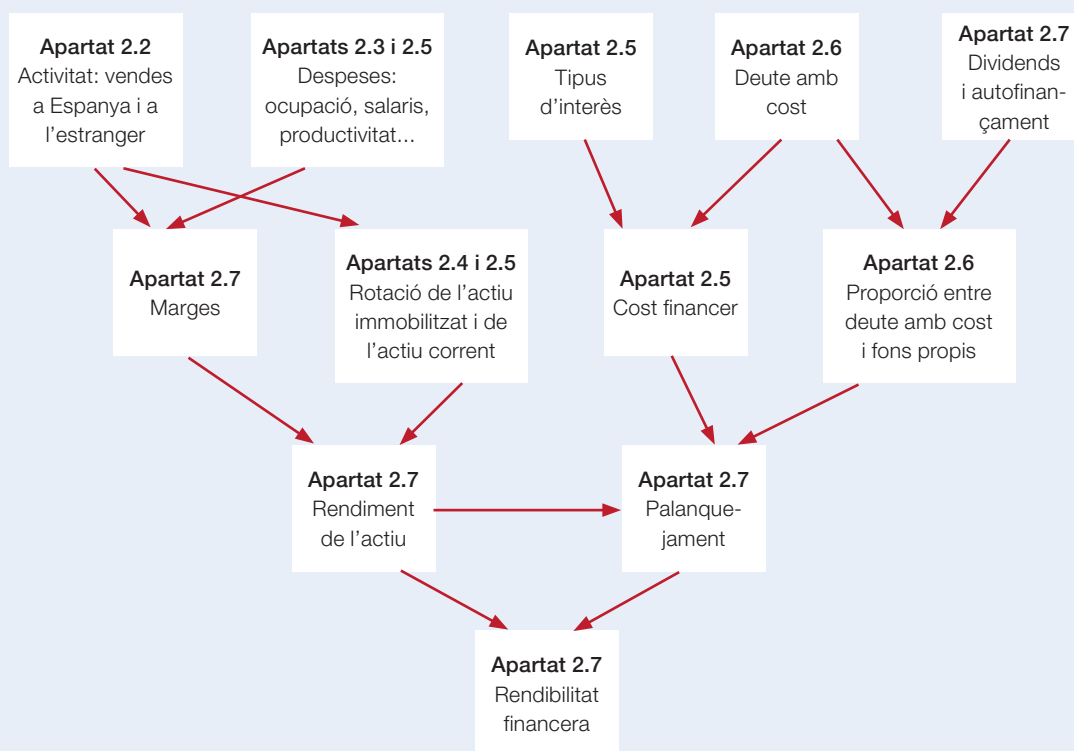 Apartat 2.2
Activitat: vendes
a Espanya i a
l’estranger
Apartats 2.3 i 2.5
Despeses:
ocupació, salaris,
productivitat...
Apartat 2.5
Tipus
d’interès
Apartat 2.6
Deute amb
cost
Apartat 2.7
Dividends
i autofinan-
çament
Apartat 2.7
Marges
Apartats 2.4 i 2.5
Rotació de l’actiu
immobilitzat i de
l’actiu corrent
Apartat 2.5
Cost financer
Apartat 2.6
Proporció entre
deute amb cost
i fons propis
Apartat 2.7
Rendiment
de l’actiu
Apartat 2.7
Palanque-
jament
Apartat 2.7
Rendibilitat
financera